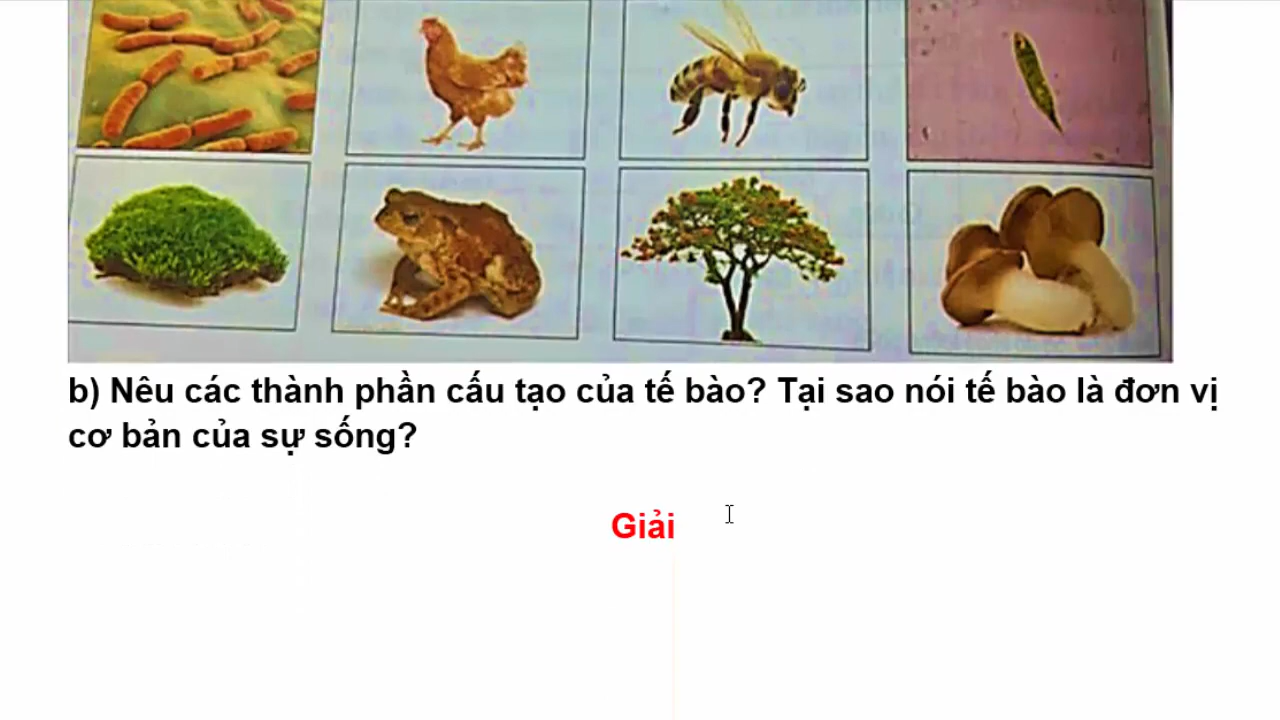 b) Nêu các thành phần cấu tạo của tế bào? Tại sao nói tế bào là đơn vị
cơ bản của sự sống?
Giải